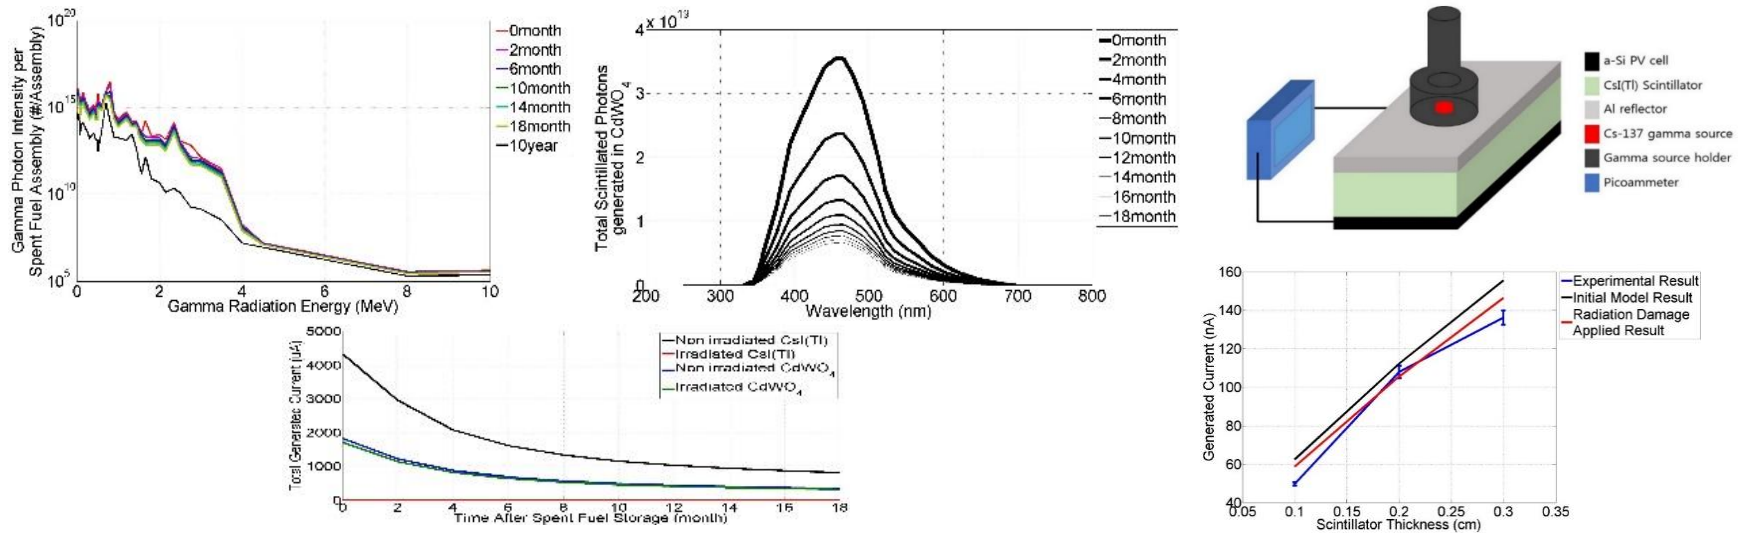 10^20
10^15
10^10
10^5
Gamma Photon Intensity per
Spent Fuel Assembly (#/Assembly)
0 2 4 6 8 10
Gamma Radiation Energy (MeV)
0month
2month
6month
10month
14month
18month
10year
4 x 10^19
3
2
1
0
Total Scintillated Photons
generated in CdWO4
200 300 400 500 600 700 800
Wavelength (nm)
0month
2month
4month
6month
8month
10month
12month
14month
16month
18month
a-Si PV cell
CsI(Tl) Scintillator
Al reflector
Cs-137 gamma source
Gamma source holder
Picoammeter
5000
4000
3000
2000
1000
0
Total Generated Current (uA)
0 2 4 6 8 10 12 14 16 18
Time After Spent Fuel Storage (month)
Non irradiated CsI(Tl)
Irradiated CsI(Tl)
Non irradiated CdWO4
Irradiated CdWO4
160
140
120
100
80
60
40
Generated Current (nA)
0.05 0.1 0.15 0.2 0.25 0.3 0.35
Scintillator Thickness (cm)
Experimental Result
Initial Model Result
Radiation Damage
Applied Result